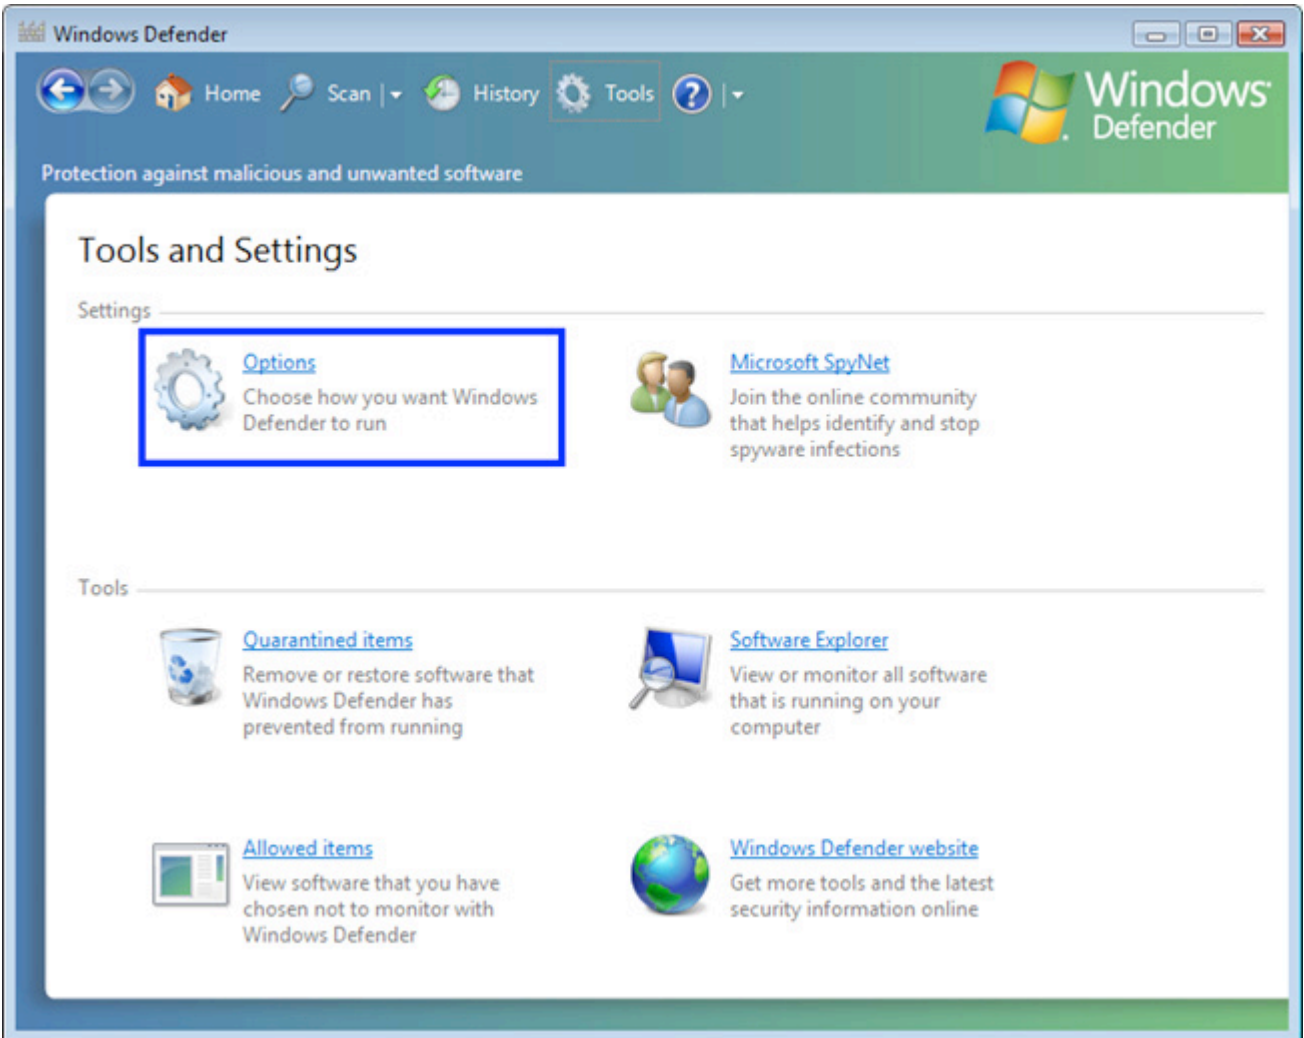 Windows Defender
Home Scan History Tools
Windows
Defender
Protection against malicious and unwanted software
Tools and Settings
Settings
Options
Choose how you want Windows
Defender to run
Microsoft SpyNet
Join the online community
that helps identify and stop
spyware infections
Tools
Quarantined items
Remove or restore software that
Windows Defender has
prevented from running
Software Explorer
View or monitor all software
that is running on your
computer
Allowed items
View software that you have
chosen not to monitor with
Windows Defender
Windows Defender website
Get more tools and the latest
security information online